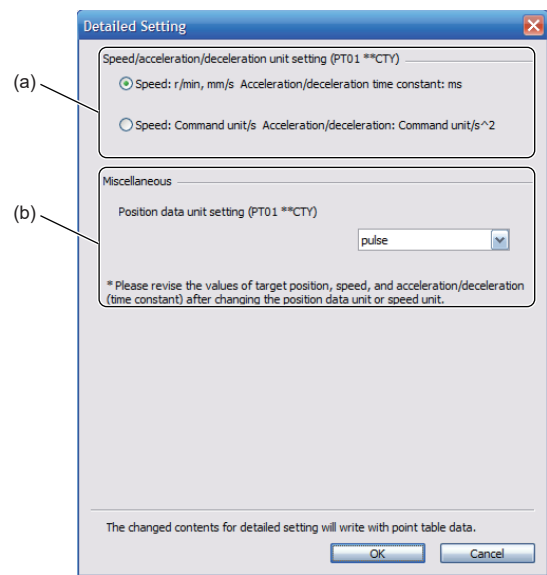 Detailed Setting
(a)
Speed/acceleration/deceleration unit setting (PT01 **CTY)
Speed: r/min, mm/s Acceleration/deceleration time constant: ms
Speed: Command unit/s Acceleration/deceleration: Command unit/s^2
(b)
Miscellaneous
Position data unit setting (PT01 **CTY)
pulse
* Please revise the values of target position, speed, and acceleration/deceleration
(time constant) after changing the position data unit or speed unit.
The changed contents for detailed setting will write with point table data.
OK Cancel